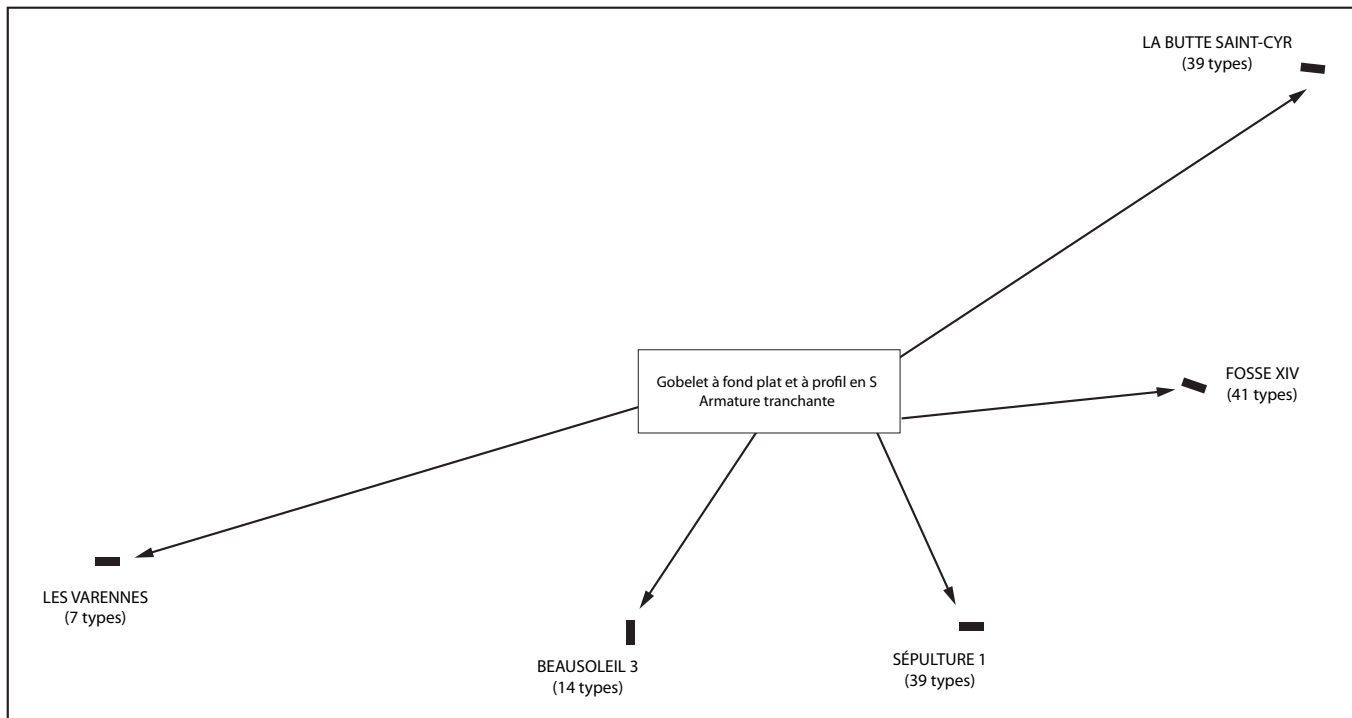 LA BUTTE SAINT-CYR
(39 types)
Gobelet à fond plat et à profil en S
Armature tranchante
FOSSE XIV
(41 types)
LES VARENNES
(7 types)
BEAUSOLEIL 3
(14 types)
SÉPULTURE 1
(39 types)